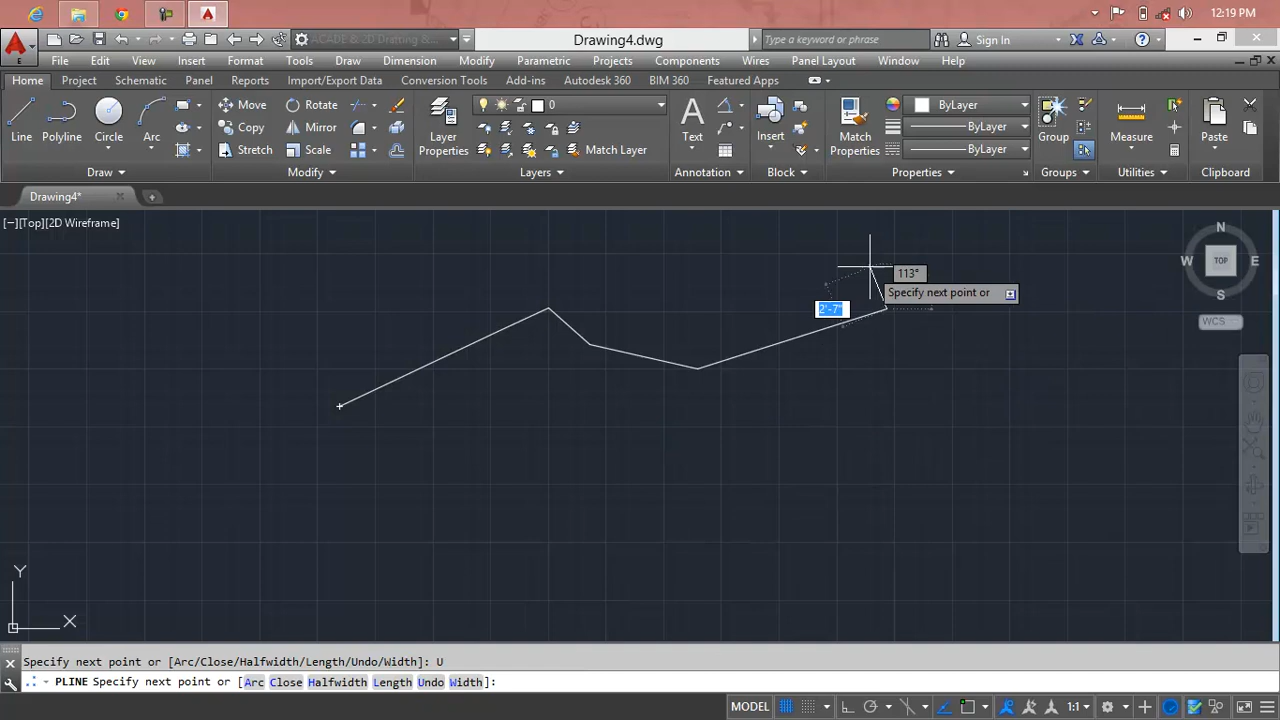 12:19 PM
ACADE & 2D Drafting &
Drawing4.dwg
Type a keyword or phrase
Sign In
E
File Edit View Insert Format Tools Draw Dimension Modify Parametric Projects Components Wires Panel Layout Window Help
Home Project Schematic Panel Reports Import/Export Data Conversion Tools Add-ins Autodesk 360 BIM 360 Featured Apps
Line Polyline Circle Arc
Move Rotate
Copy Mirror
Stretch Scale
Layer Properties
0
Match Layer
Text
Insert
Match Properties
ByLayer
ByLayer
ByLayer
Group
Measure
Paste
Draw Modify Layers Annotation Block Properties Groups Utilities Clipboard
Drawing4*
[−][Top][2D Wireframe]
N
W TOP E
S
WCS
113°
Specify next point or
2'-7"
Y
X
Specify next point or [Arc/Close/Halfwidth/Length/Undo/Width]: U
PLINE Specify next point or [Arc Close Halfwidth Length Undo Width]:
MODEL
1:1